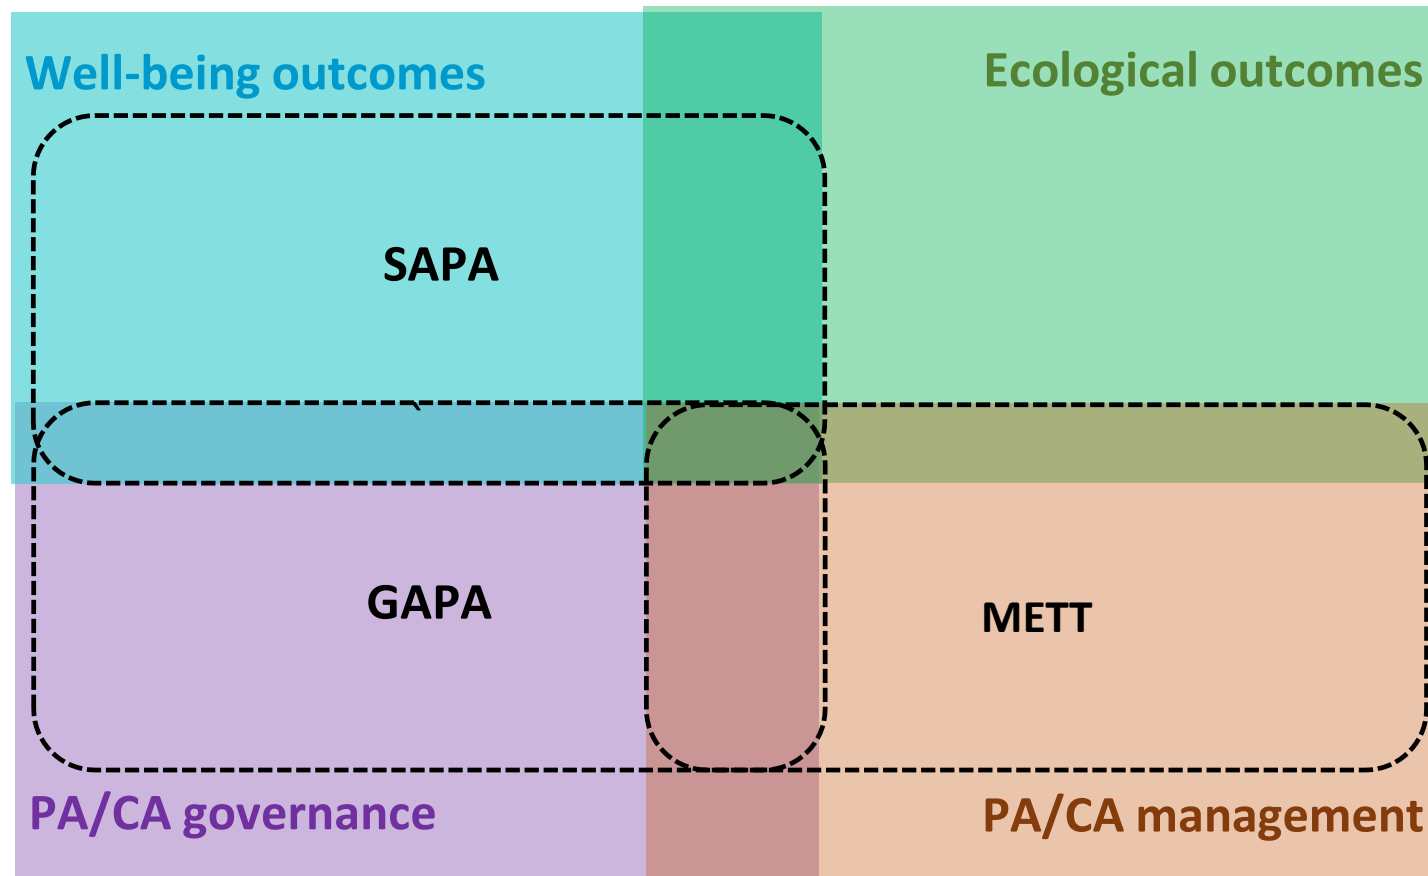 Well-being outcomes
Ecological outcomes
SAPA
GAPA
METT
PA/CA governance
PA/CA management